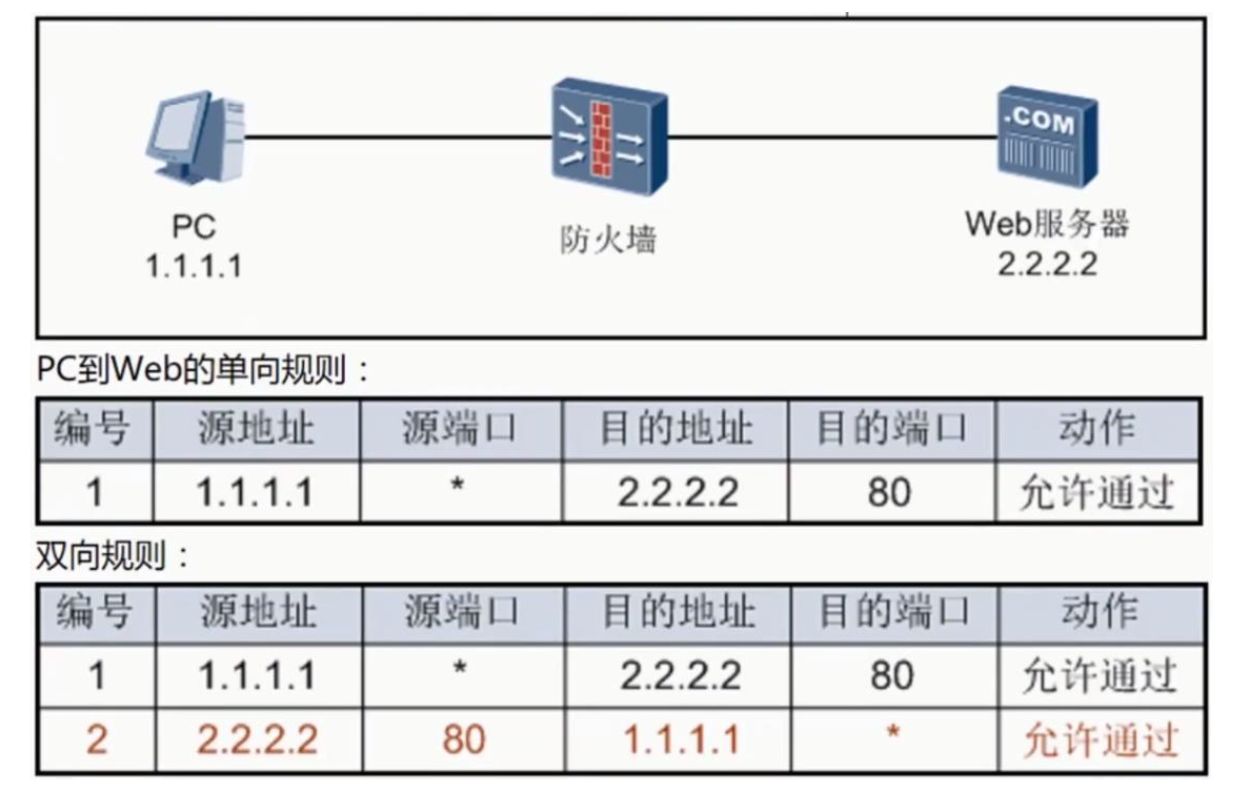 .COM
PC
1.1.1.1
防火墙
Web服务器
2.2.2.2
PC到Web的单向规则：
编号 源地址 源端口 目的地址 目的端口 动作
1 1.1.1.1 * 2.2.2.2 80 允许通过
双向规则：
编号 源地址 源端口 目的地址 目的端口 动作
1 1.1.1.1 * 2.2.2.2 80 允许通过
2 2.2.2.2 80 1.1.1.1 * 允许通过